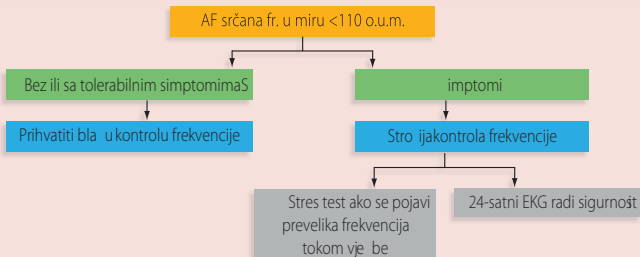 AF srčana fr. u miru <110 o.u.m.
Bez ili sa tolerabilnim simptomimaS
imptomi
Prihvatiti bla u kontrolu frekvencije
Stro ijakontrola frekvencije
Stres test ako se pojavi
prevelika frekvencija
tokom vje be
24-satni EKG radi sigurnosti t